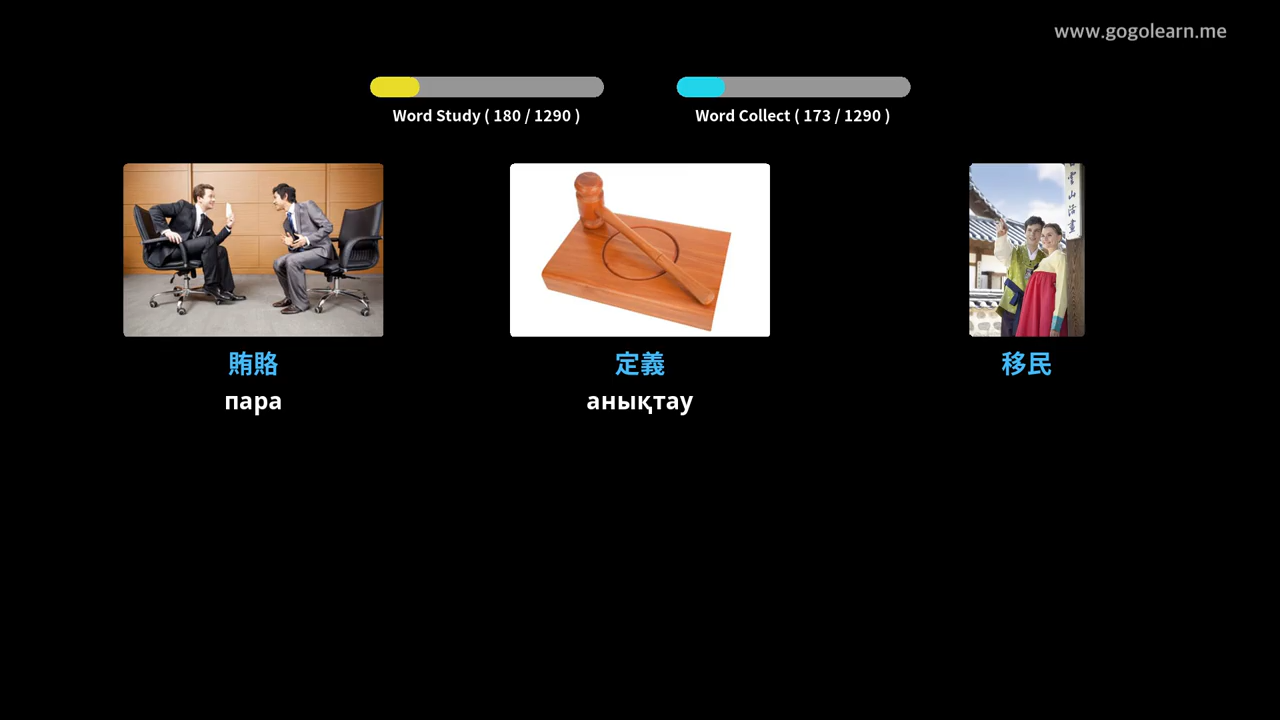 www.gogolearn.me
Word Study ( 180 / 1290 )
Word Collect ( 173 / 1290 )
賄賂
定義
移民
пара
анықтау